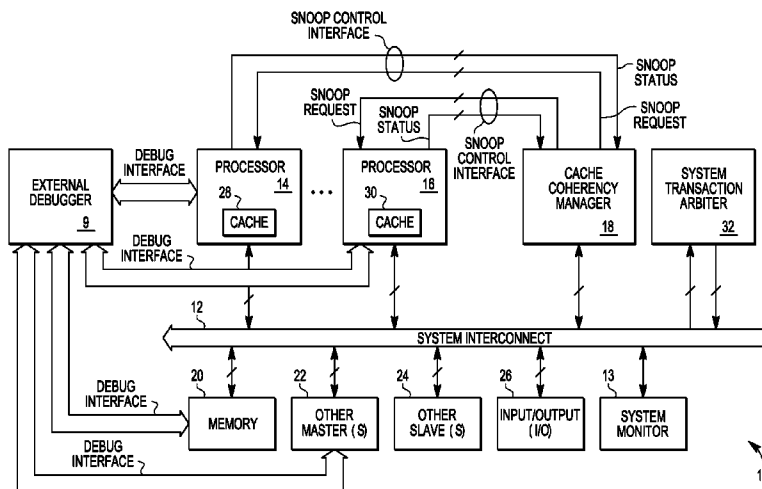 SNOOP CONTROL
INTERFACE
SNOOP
STATUS
SNOOP
REQUEST
SNOOP
STATUS
SNOOP
REQUEST
SNOOP
CONTROL
INTERFACE
DEBUG
INTERFACE
EXTERNAL
DEBUGGER
9
PROCESSOR
14
28
CACHE
...
PROCESSOR
16
30
CACHE
CACHE
COHERENCY
MANAGER
18
SYSTEM
TRANSACTION
ARBITER
32
DEBUG
INTERFACE
12
SYSTEM INTERCONNECT
20
MEMORY
22
OTHER
MASTER (S)
24
OTHER
SLAVE (S)
26
INPUT/OUTPUT
(I/O)
13
SYSTEM
MONITOR
DEBUG
INTERFACE
DEBUG
INTERFACE
1